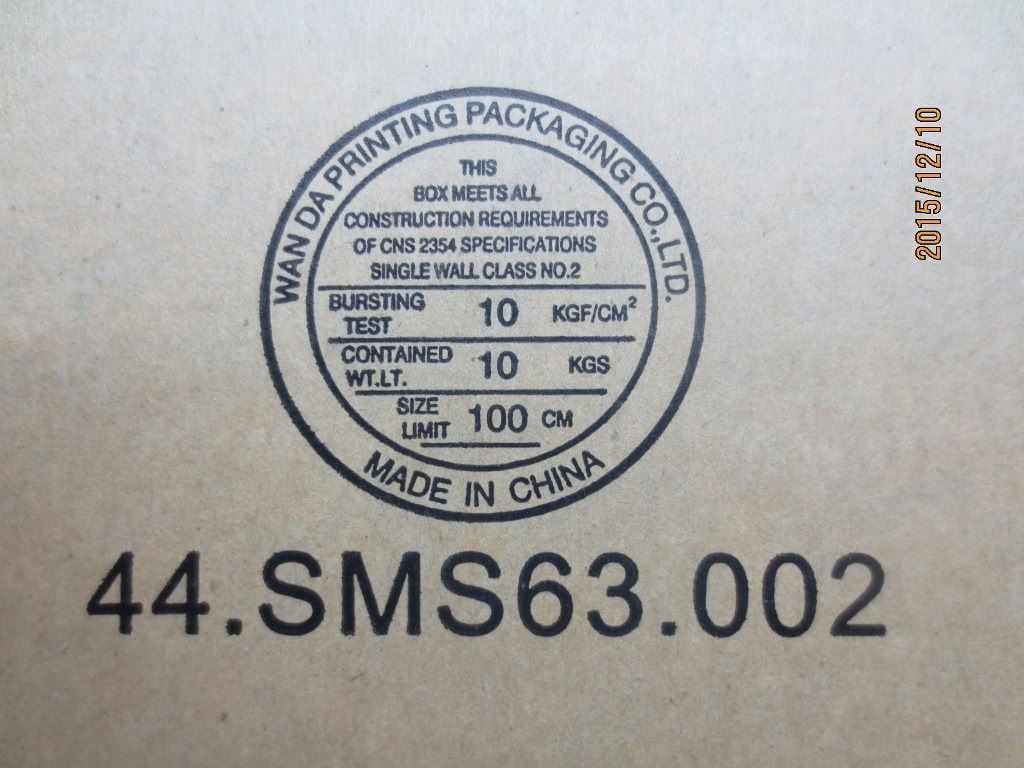 WAN DA PRINTING PACKAGING CO.,LTD.
THIS
BOX MEETS ALL
CONSTRUCTION REQUIREMENTS
OF CNS 2354 SPECIFICATIONS
SINGLE WALL CLASS NO.2
BURSTING TEST 10 KGF/CM²
CONTAINED WT.LT. 10 KGS
SIZE LIMIT 100 CM
MADE IN CHINA
44.SMS63.002
2015/12/10